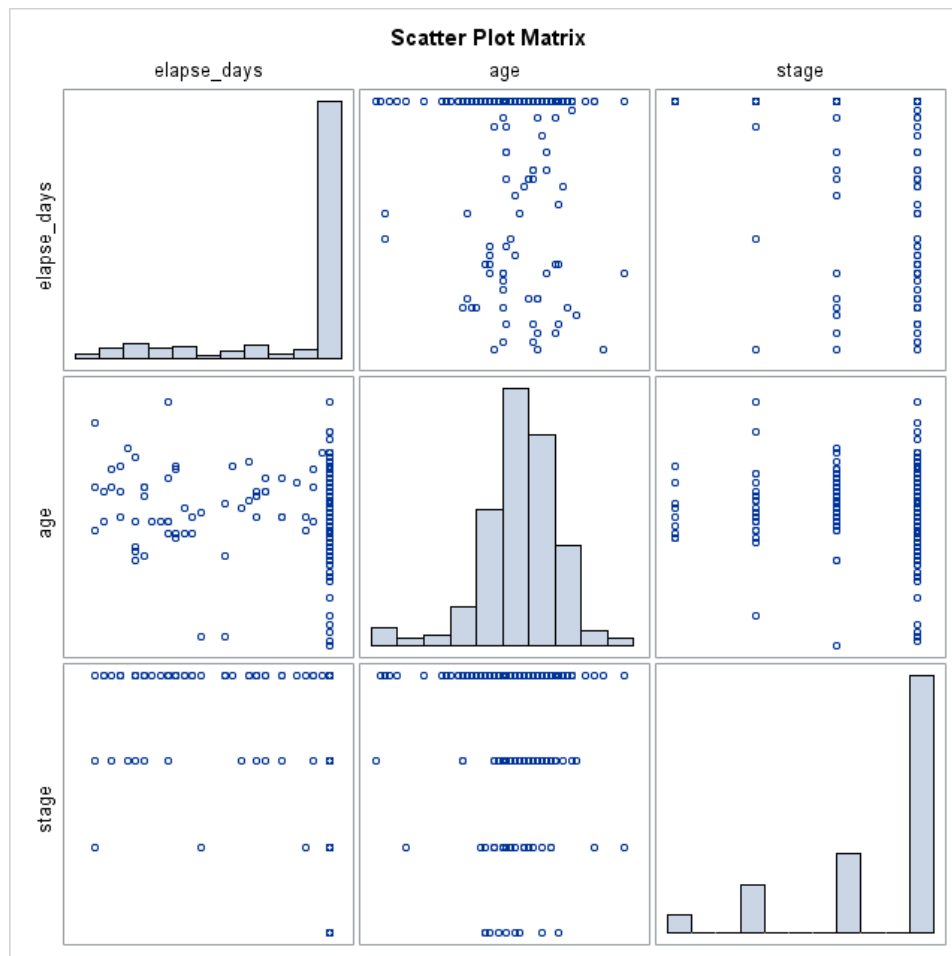 Scatter Plot Matrix
elapse_days age stage
elapse_days
age
stage